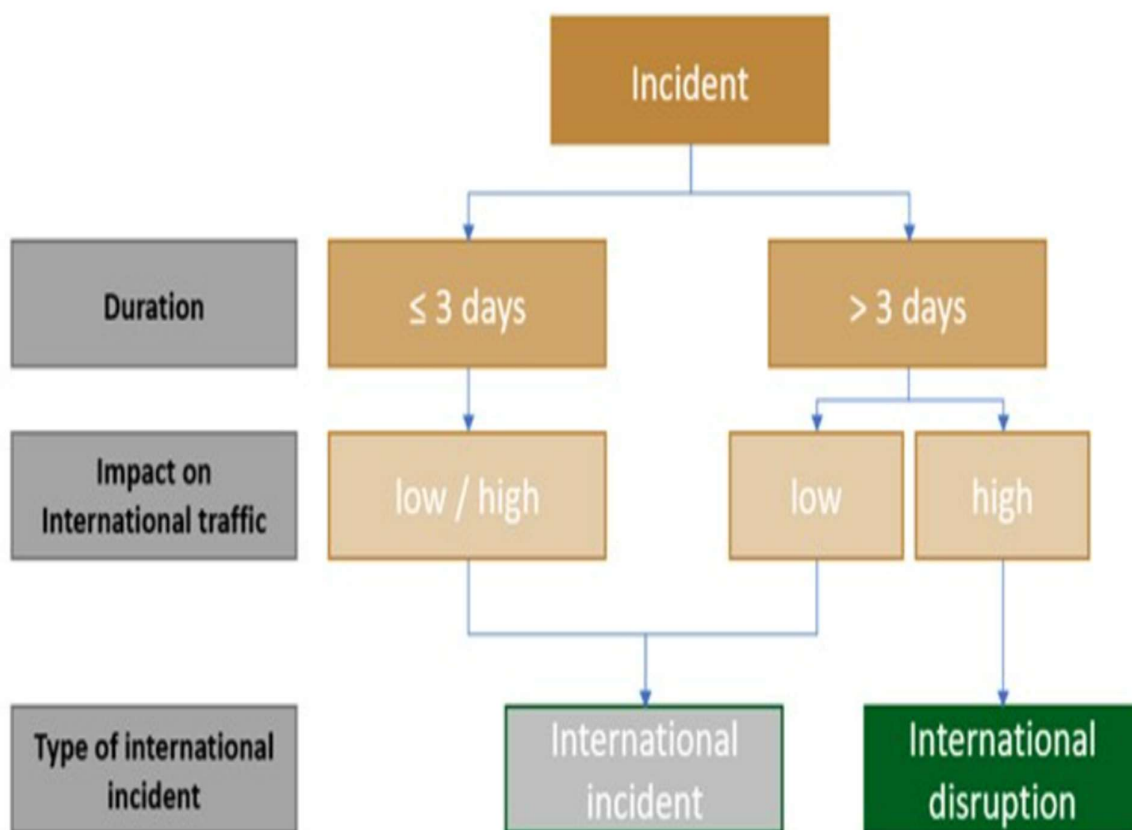 Incident
Duration
≤ 3 days
> 3 days
Impact on
International traffic
low / high
low
high
Type of international
incident
International
incident
International
disruption